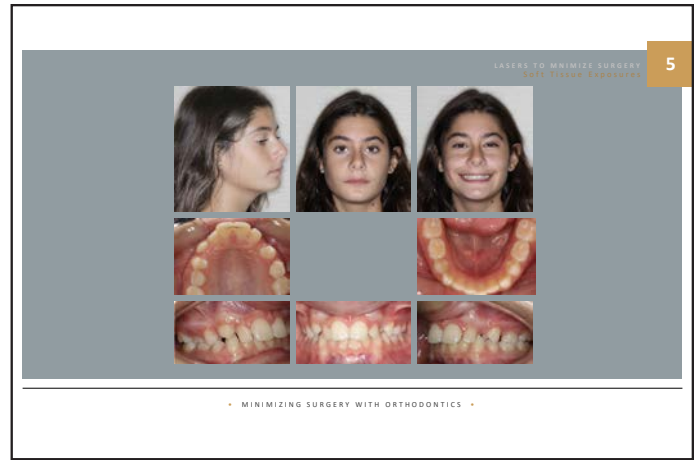 LASERS TO MNIMIZE SURGERY
Soft Tissue Exposures
5
• MINIMIZING SURGERY WITH ORTHODONTICS •